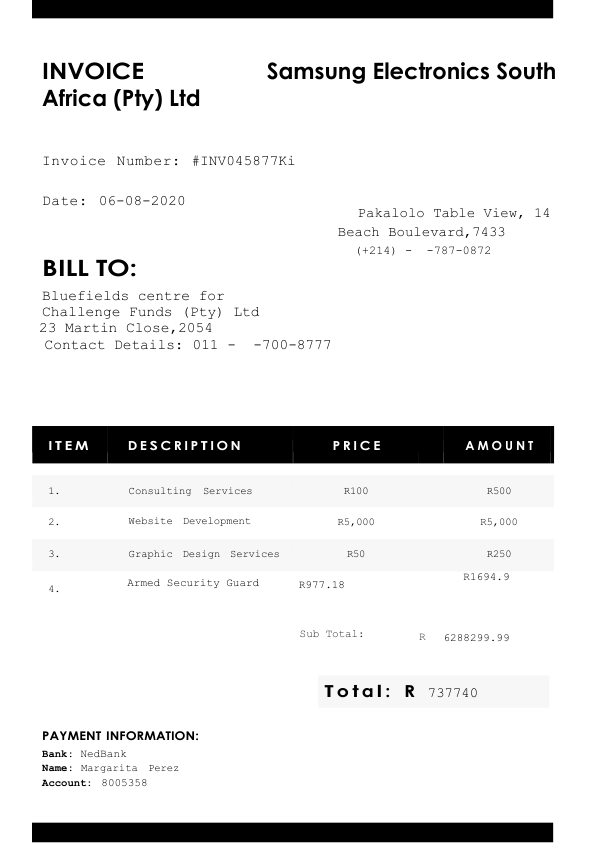 INVOICE Samsung Electronics South
Africa (Pty) Ltd
Invoice Number: #INV045877Ki
Date: 06-08-2020
Pakalolo Table View, 14
Beach Boulevard,7433
(+214) - -787-0872
BILL TO:
Bluefields centre for
Challenge Funds (Pty) Ltd
23 Martin Close,2054
Contact Details: 011 - -700-8777
ITEM DESCRIPTION PRICE AMOUNT
1. Consulting Services R100 R500
2. Website Development R5,000 R5,000
3. Graphic Design Services R50 R250
4. Armed Security Guard R977.18 R1694.9
Sub Total: R 6288299.99
Total: R 737740
PAYMENT INFORMATION:
Bank: NedBank
Name: Margarita Perez
Account: 8005358